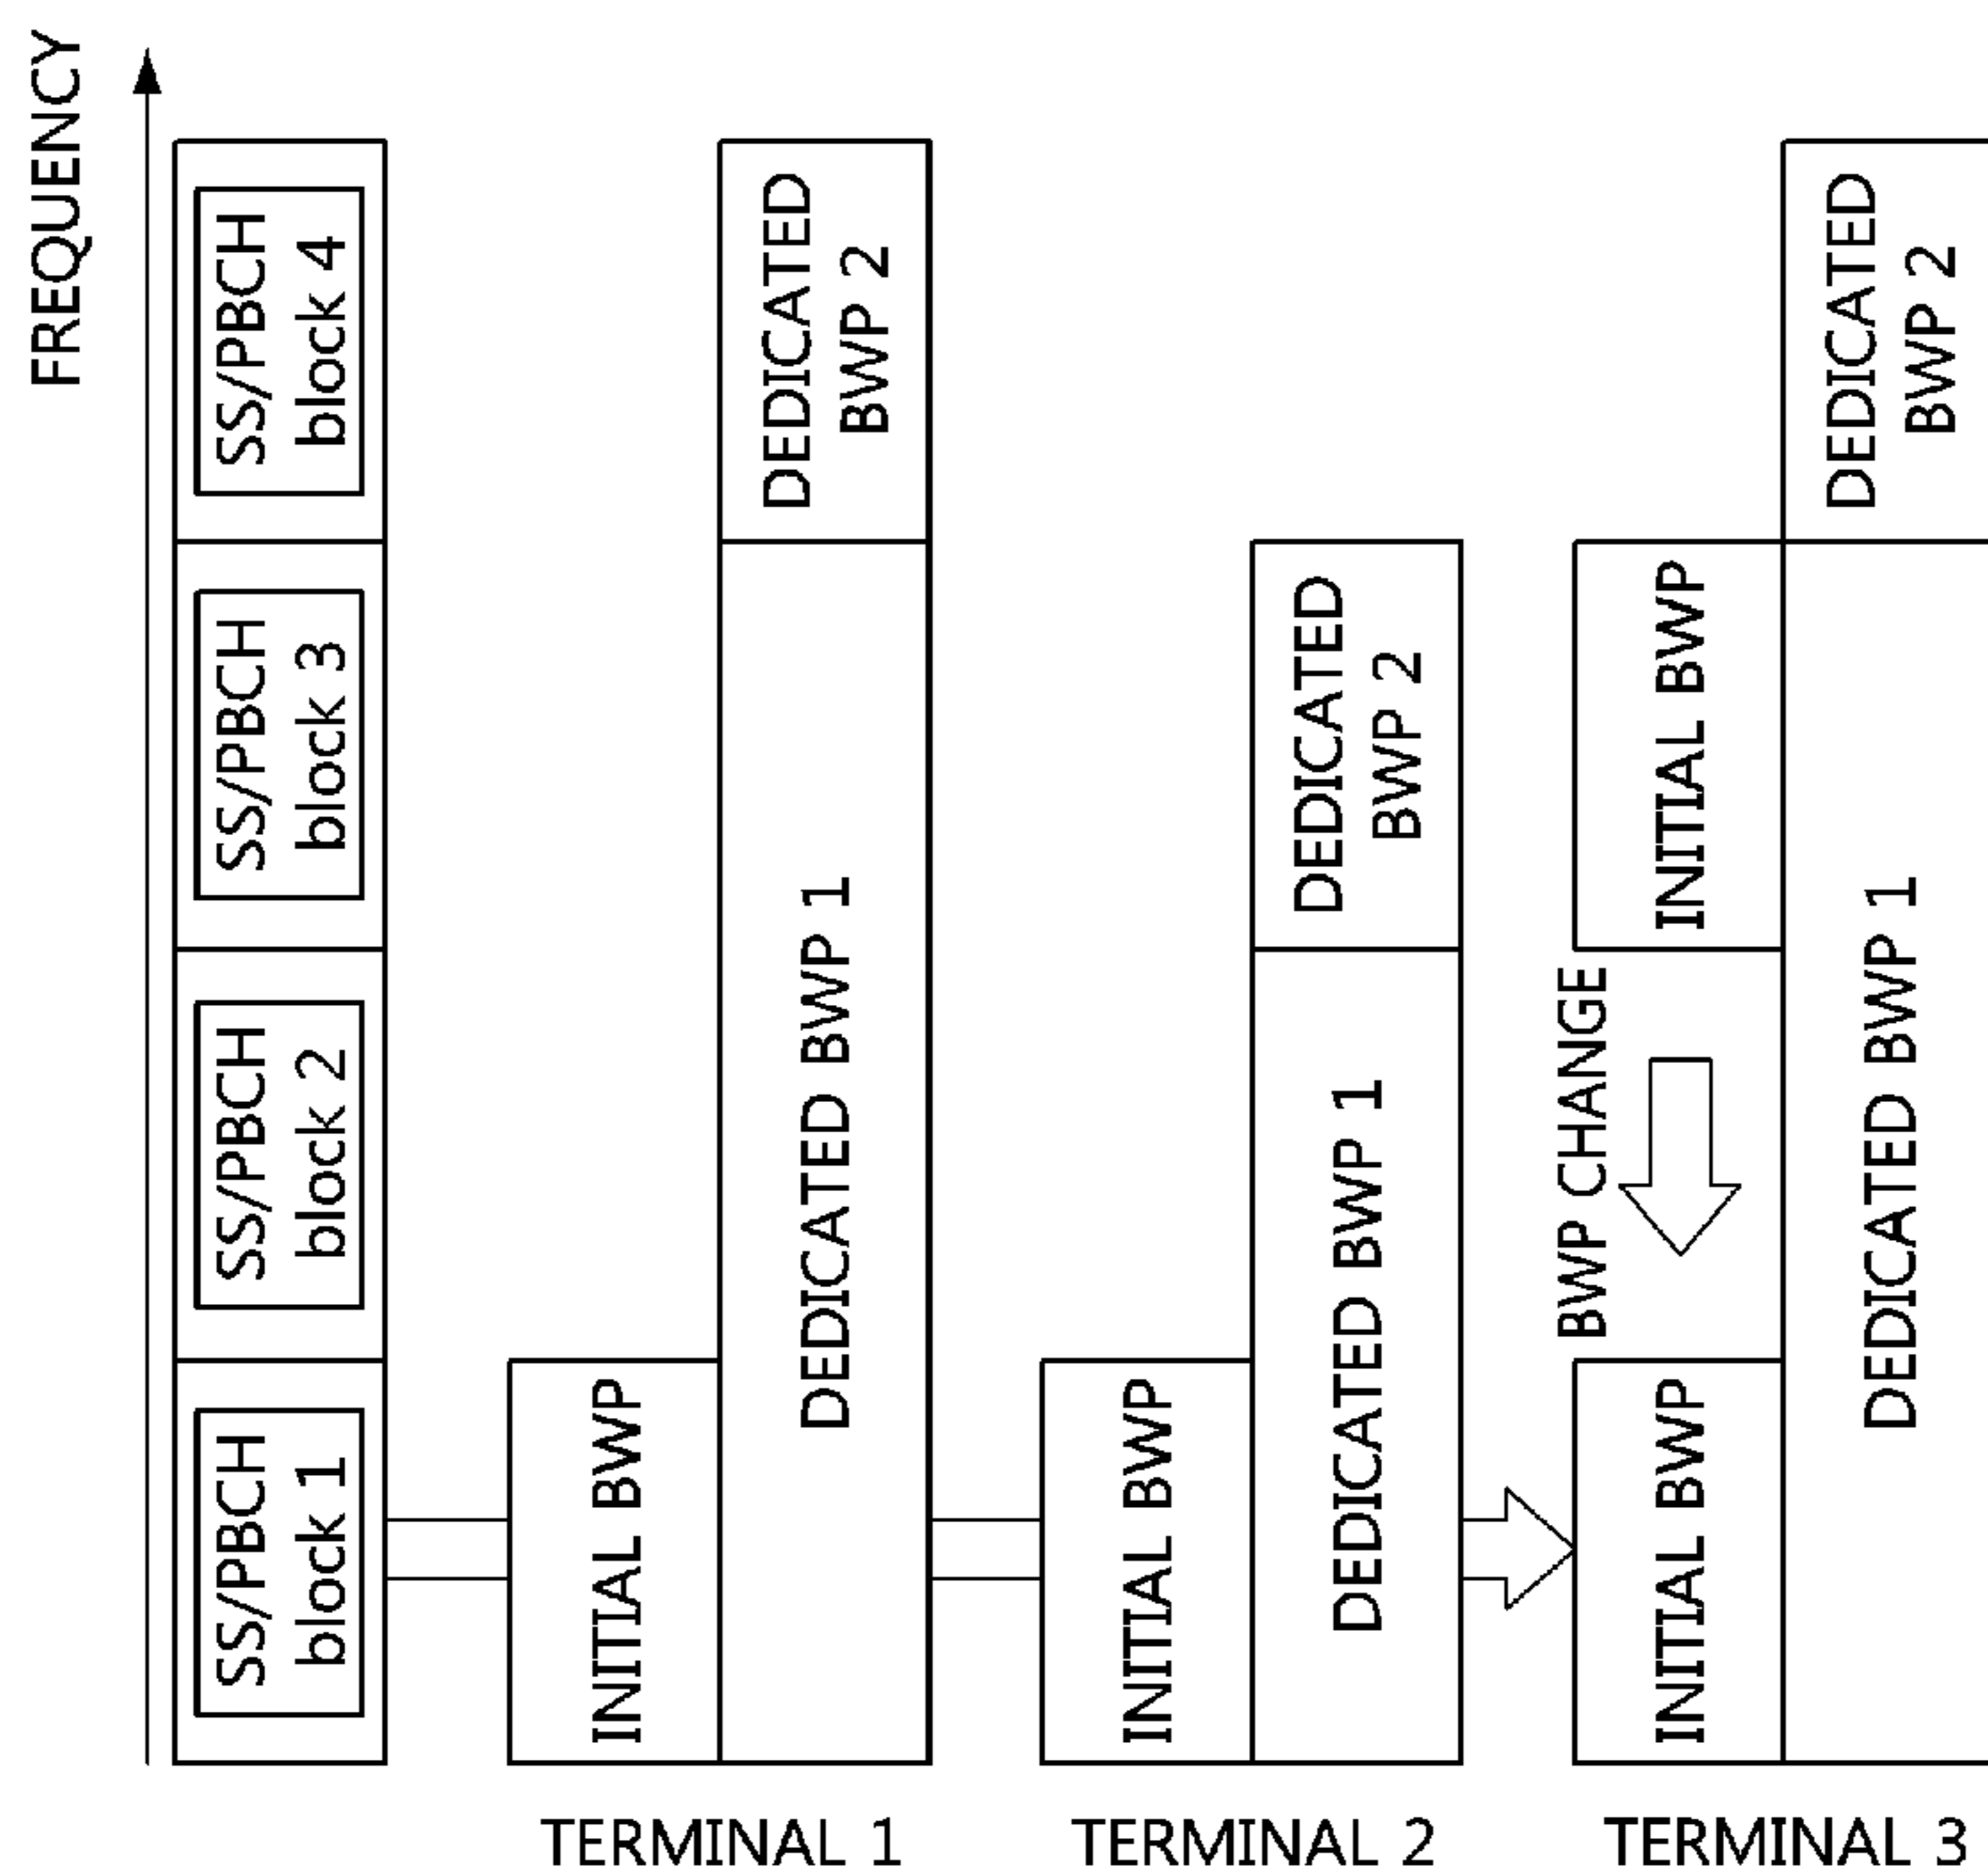 FREQUENCY
SS/PBCH
block 4
SS/PBCH
block 3
SS/PBCH
block 2
SS/PBCH
block 1
INITIAL BWP
DEDICATED
BWP 2
DEDICATED BWP 1
TERMINAL 1
INITIAL BWP
DEDICATED
BWP 2
DEDICATED BWP 1
TERMINAL 2
INITIAL BWP
BWP CHANGE
INITIAL BWP
DEDICATED
BWP 2
DEDICATED BWP 1
TERMINAL 3